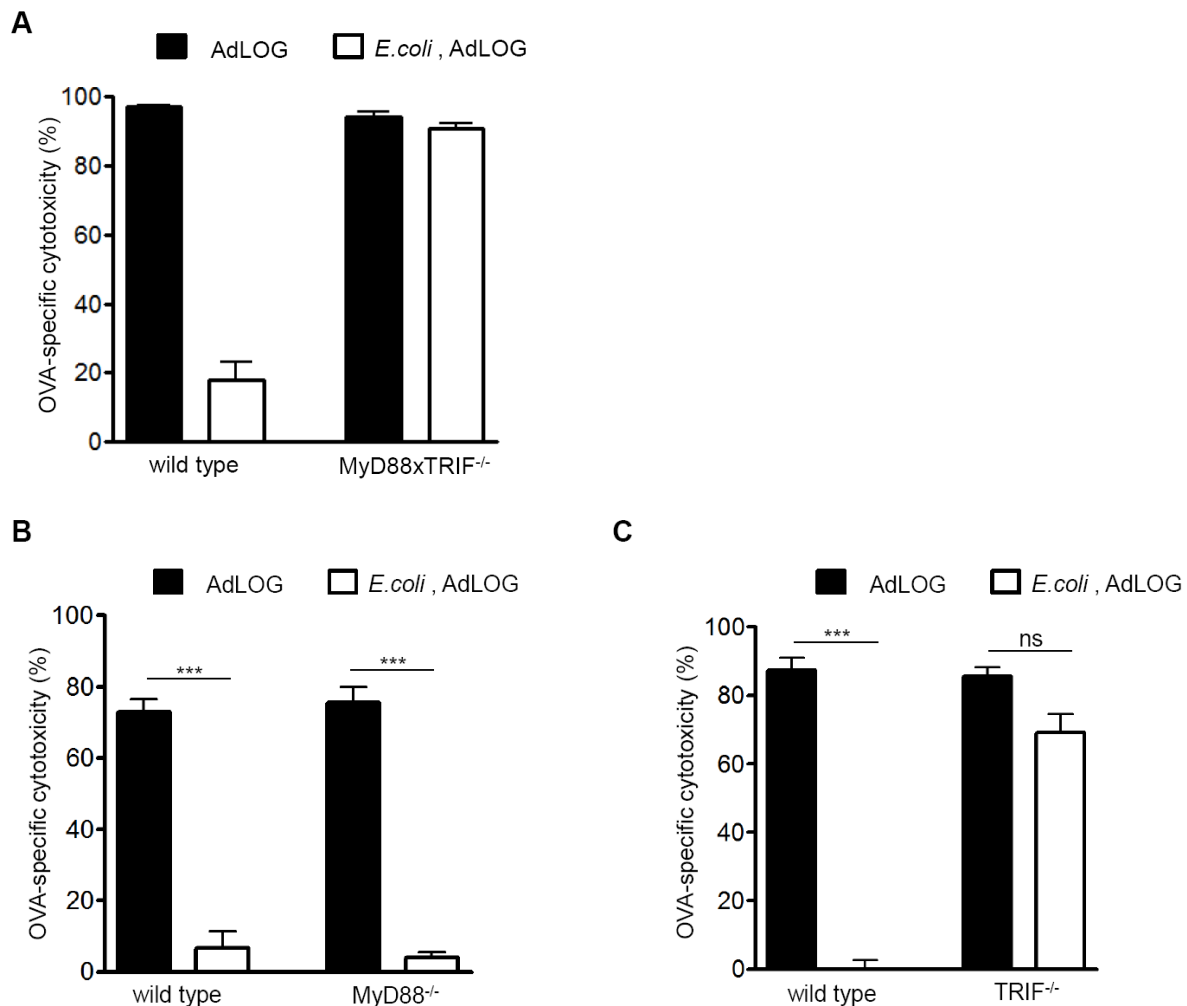 A
AdLOG
E.coli , AdLOG
OVA-specific cytotoxicity (%)
100
80
60
40
20
0
wild type
MyD88xTRIF-/-
B
AdLOG
E.coli , AdLOG
OVA-specific cytotoxicity (%)
100
80
60
40
20
0
***
***
wild type
MyD88-/-
C
AdLOG
E.coli , AdLOG
OVA-specific cytotoxicity (%)
100
80
60
40
20
0
***
ns
wild type
TRIF-/-